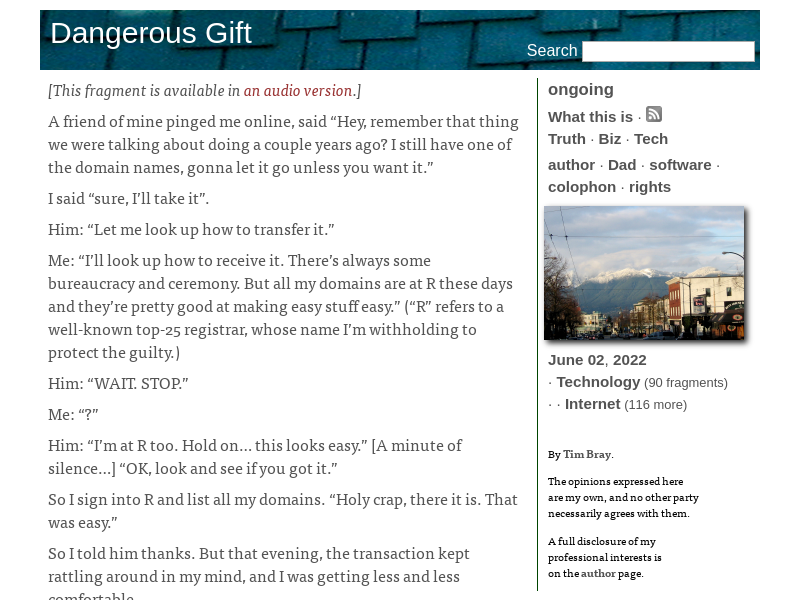 Dangerous Gift
Search
[This fragment is available in an audio version.]
A friend of mine pinged me online, said “Hey, remember that thing
we were talking about doing a couple years ago? I still have one of
the domain names, gonna let it go unless you want it.”
I said “sure, I’ll take it”.
Him: “Let me look up how to transfer it.”
Me: “I’ll look up how to receive it. There’s always some
bureaucracy and ceremony. But all my domains are at R these days
and they’re pretty good at making easy stuff easy.” (“R” refers to a
well-known top-25 registrar, whose name I’m withholding to
protect the guilty.)
Him: “WAIT. STOP.”
Me: “?”
Him: “I’m at R too. Hold on… this looks easy.” [A minute of
silence…] “OK, look and see if you got it.”
So I sign into R and list all my domains. “Holy crap, there it is. That
was easy.”
So I told him thanks. But that evening, the transaction kept
rattling around in my mind, and I was getting less and less
comfortable.
ongoing
What this is ·
Truth · Biz · Tech
author · Dad · software ·
colophon · rights
June 02, 2022
· Technology (90 fragments)
· · Internet (116 more)
By Tim Bray.
The opinions expressed here
are my own, and no other party
necessarily agrees with them.
A full disclosure of my
professional interests is
on the author page.